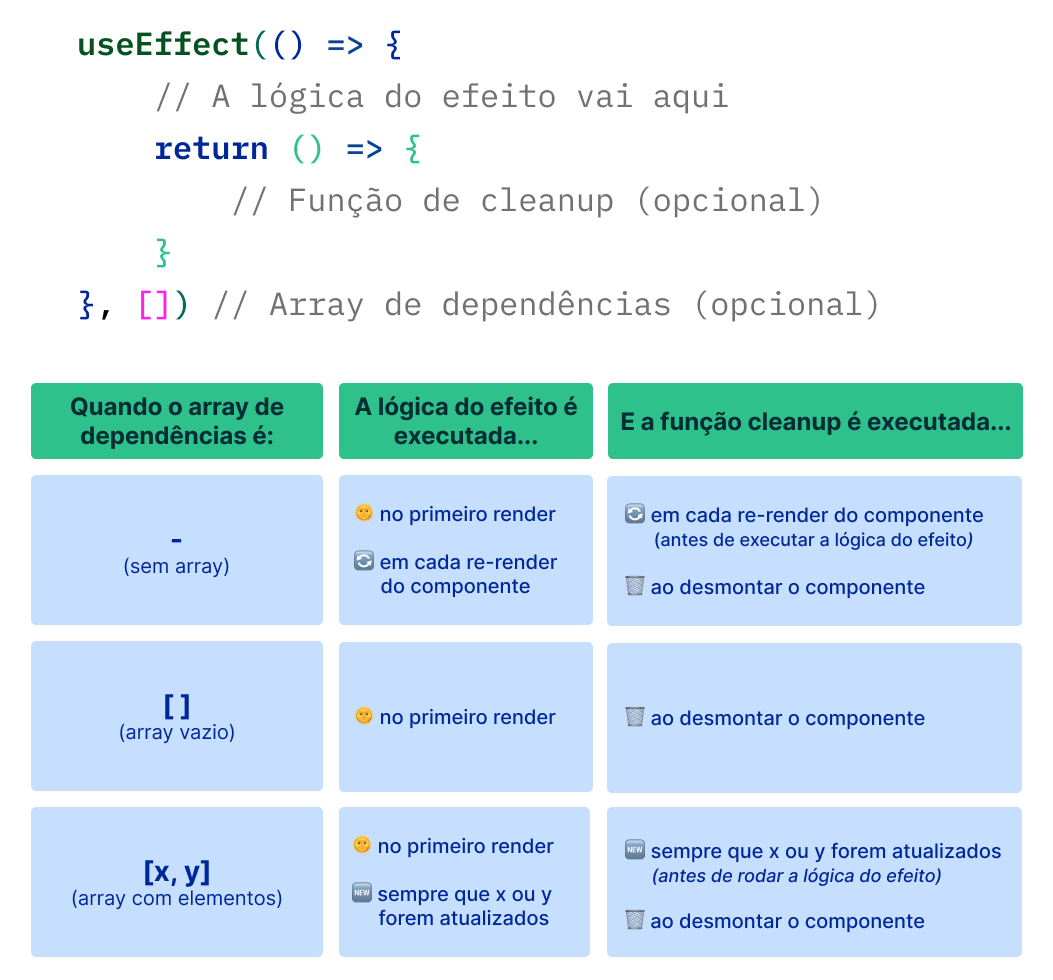 useEffect(() => {
// A lógica do efeito vai aqui
return () => {
// Função de cleanup (opcional)
}
}, []) // Array de dependências (opcional)
Quando o array de
dependências é:
A lógica do efeito é
executada...
E a função cleanup é executada...
-
(sem array)
no primeiro render
em cada re-render
do componente
em cada re-render do componente
(antes de executar a lógica do efeito)
ao desmontar o componente
[ ]
(array vazio)
no primeiro render
ao desmontar o componente
[x, y]
(array com elementos)
no primeiro render
NEW sempre que x ou y
forem atualizados
NEW sempre que x ou y forem atualizados
(antes de rodar a lógica do efeito)
ao desmontar o componente